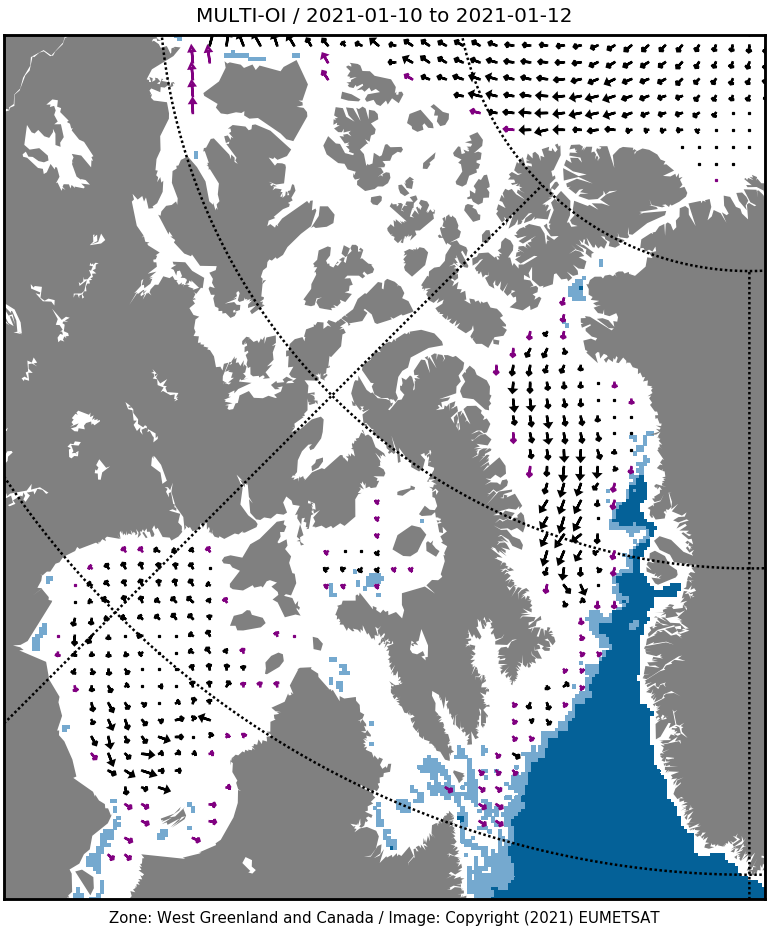 MULTI-OI / 2021-01-10 to 2021-01-12
Zone: West Greenland and Canada / Image: Copyright (2021) EUMETSAT